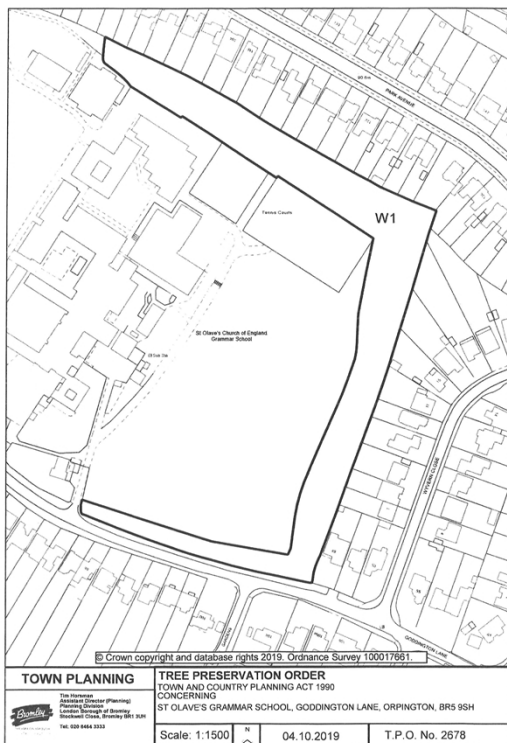 PARK AVENUE
W1
Tennis Courts
St Olave's Church of England
Grammar School
WYVERN CLOSE
GODDINGTON LANE
© Crown copyright and database rights 2019. Ordnance Survey 100017661.
TOWN PLANNING
Tim Horsman
Assistant Director (Planning)
Planning Division
London Borough of Bromley
Stockwell Close, Bromley BR1 3UH
Tel: 020 8464 3333
Bromley
TREE PRESERVATION ORDER
TOWN AND COUNTRY PLANNING ACT 1990
CONCERNING
ST OLAVE'S GRAMMAR SCHOOL, GODDINGTON LANE, ORPINGTON, BR5 9SH
Scale: 1:1500
N
04.10.2019
T.P.O. No. 2678